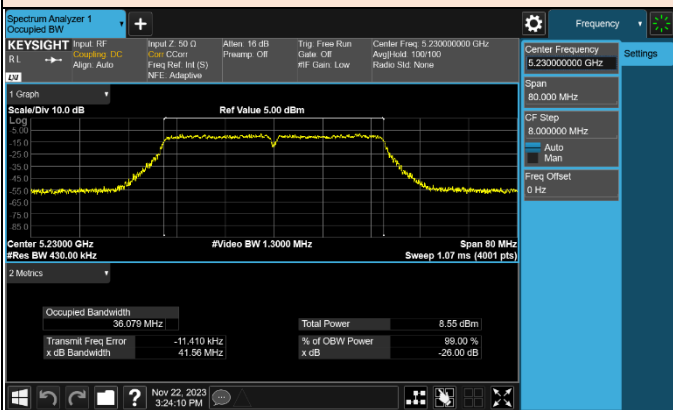 Spectrum Analyzer 1
Occupied BW
Frequency
KEYSIGHT
RL
Input: RF
Coupling: DC
Align: Auto
Input Z: 50 Ω
Corr CCorr
Freq Ref: Int (S)
NFE: Adaptive
Atten: 16 dB
Preamp: Off
Trig: Free Run
Gate: Off
#IF Gain: Low
Center Freq: 5.230000000 GHz
Avg|Hold: 100/100
Radio Std: None
Center Frequency
5.230000000 GHz
Settings
Span
80.000 MHz
CF Step
8.000000 MHz
Auto
Man
Freq Offset
0 Hz
1 Graph
Scale/Div 10.0 dB
Ref Value 5.00 dBm
Log
-5.00
-15.0
-25.0
-35.0
-45.0
-55.0
-65.0
-75.0
-85.0
Center 5.23000 GHz
#Video BW 1.3000 MHz
Span 80 MHz
#Res BW 430.00 kHz
Sweep 1.07 ms (4001 pts)
2 Metrics
Occupied Bandwidth
36.079 MHz
Total Power 8.55 dBm
Transmit Freq Error -11.410 kHz
% of OBW Power 99.00 %
x dB Bandwidth 41.56 MHz
x dB -26.00 dB
Nov 22, 2023
3:24:10 PM